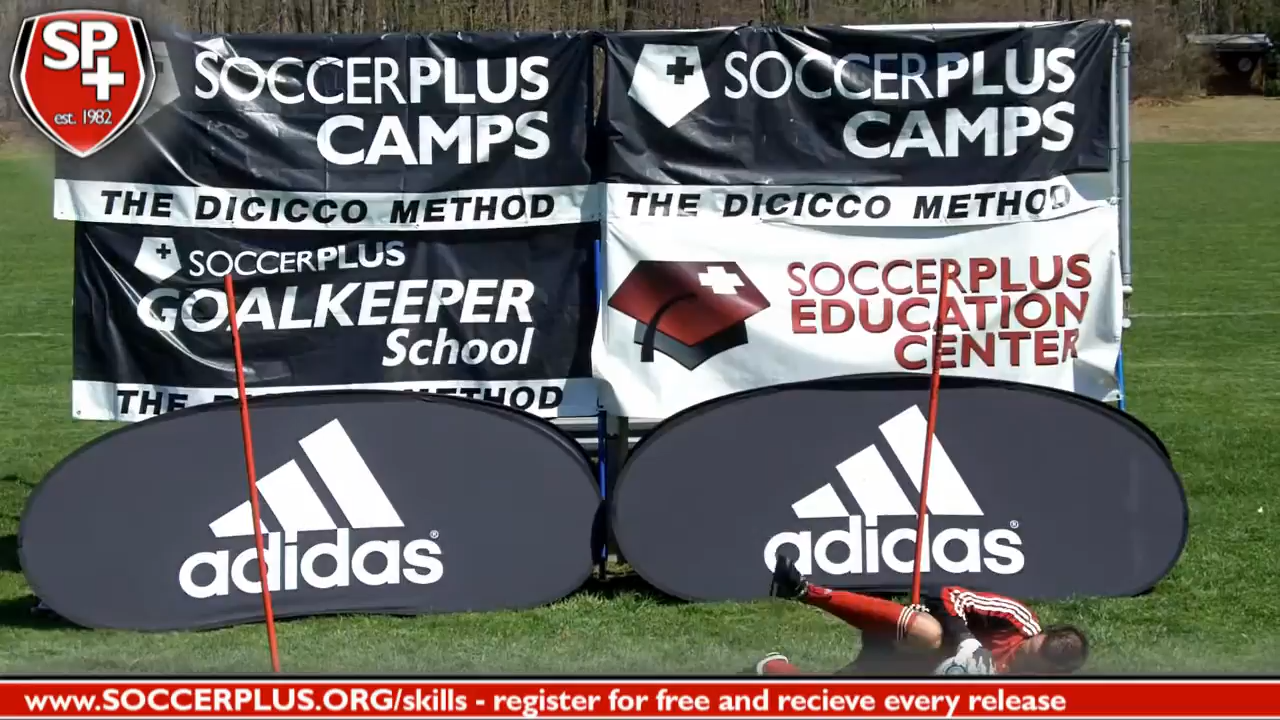 SP+
est. 1982
SOCCERPLUS
CAMPS
THE DICICCO METHOD
SOCCERPLUS
CAMPS
THE DICICCO METHOD
SOCCERPLUS
GOALKEEPER
School
THE METHOD
SOCCERPLUS
EDUCATION
CENTER
adidas®
adidas®
www.SOCCERPLUS.ORG/skills - register for free and recieve every release